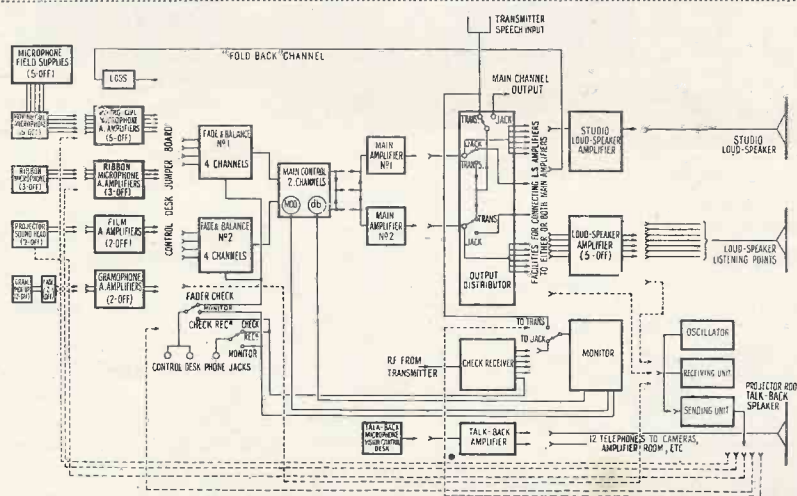 TRANSMITTER
SPEECH INPUT
"FOLD BACK" CHANNEL
MICROPHONE
FIELD SUPPLIES
(5-OFF)
LOSS
MAIN CHANNEL
OUTPUT
MICROPHONE
A. AMPLIFIERS
(5-OFF)
CONTROL DESK JUMPER BOARD
FADE & BALANCE
Nº1
4 CHANNELS
MAIN CONTROL
2 CHANNELS
MOD
db
MAIN
AMPLIFIER
Nº1
TRANS.
JACK
JACK
TRANS.
FACILITIES FOR CONNECTING L.S AMPLIFIERS
TO EITHER OR BOTH MAIN AMPLIFIERS
STUDIO
LOUD-SPEAKER
AMPLIFIER
STUDIO
LOUD-SPEAKER
RIBBON
MICROPHONE
(3-OFF)
RIBBON
MICROPHONE
A. AMPLIFIERS
(3-OFF)
PROJECTOR
SOUND HEAD
(2-OFF)
FILM
A. AMPLIFIERS
(2-OFF)
FADE & BALANCE
Nº2
4 CHANNELS
MAIN
AMPLIFIER
Nº2
TRANS
JACK
OUTPUT
DISTRIBUTOR
LOUD-SPEAKER
AMPLIFIER
(5-OFF)
LOUD-SPEAKER
LISTENING POINTS
GRAMOPHONE
A. AMPLIFIERS
(2-OFF)
FADER CHECK
MONITOR
CHECK RECR
CHECK
RECR
MONITOR
CONTROL DESK PHONE JACKS
R.F FROM
TRANSMITTER
CHECK
RECEIVER
TO TRANS
TO JACK
MONITOR
OSCILLATOR
RECEIVING UNIT
SENDING UNIT
PROJECTOR ROO
TALK-BACK
SPEAKER
TALK-BACK
MICROPHONE
VISION CONTROL
DESK
TALK-BACK
AMPLIFIER
12 TELEPHONES TO CAMERAS,
AMPLIFIER ROOM, ETC